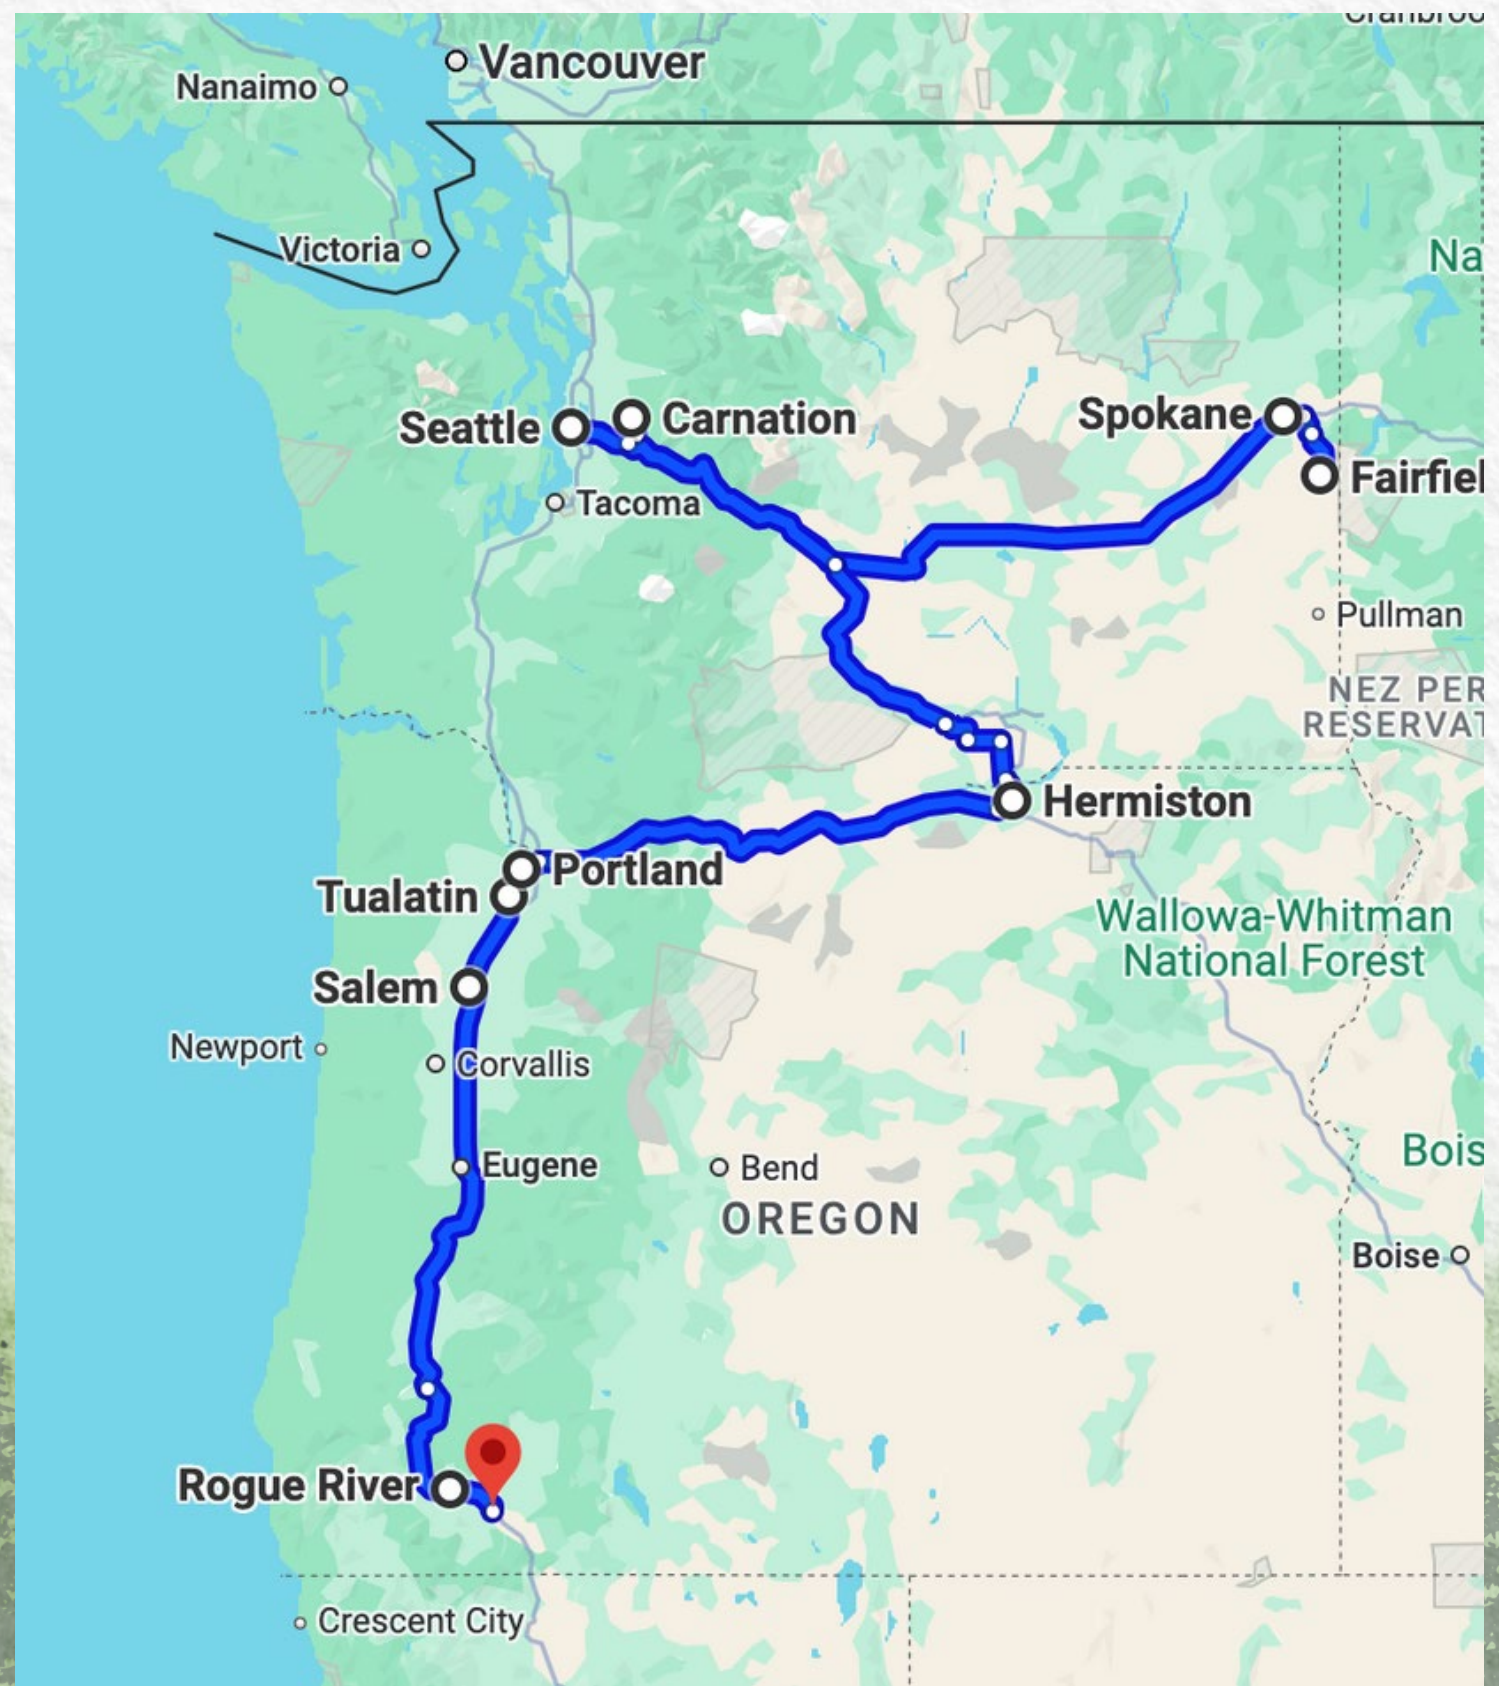 Cranbroo
Vancouver
Nanaimo
Victoria
Na
Seattle
Carnation
Spokane
Fairfiel
Tacoma
Pullman
NEZ PER
RESERVAT
Hermiston
Portland
Tualatin
Wallowa-Whitman
National Forest
Salem
Newport
Corvallis
Eugene
Bend
Bois
OREGON
Boise
Rogue River
Crescent City